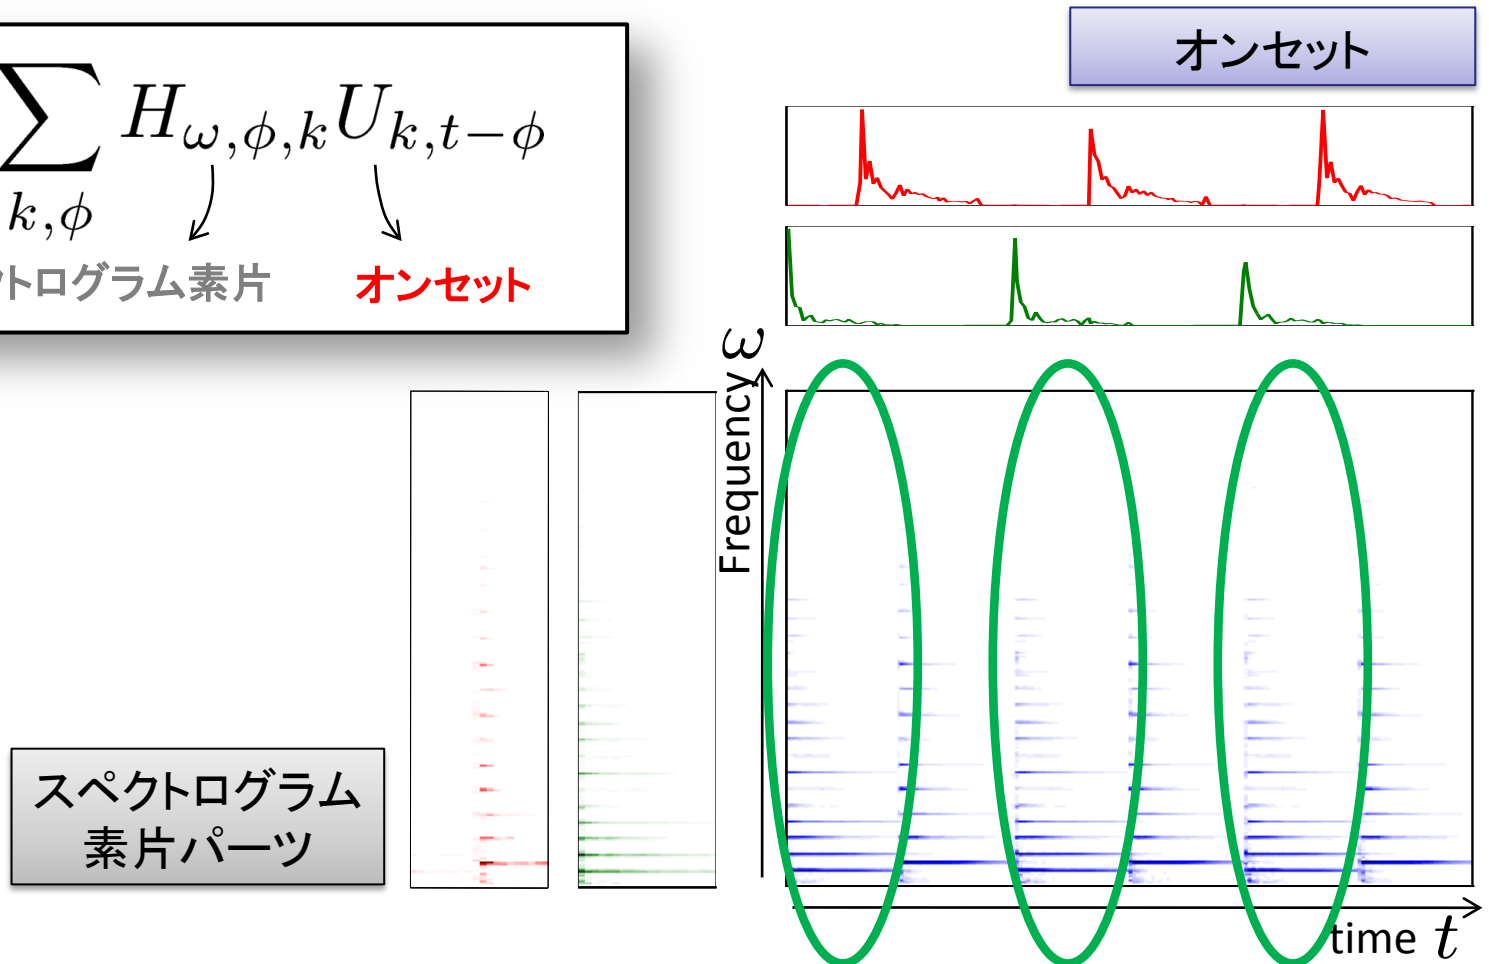 オンセット
∑ H_{ω,ϕ,k} U_{k,t−ϕ}
k,ϕ
クトログラム素片 オンセット
Frequency ω
スペクトログラム
素片パーツ
time t